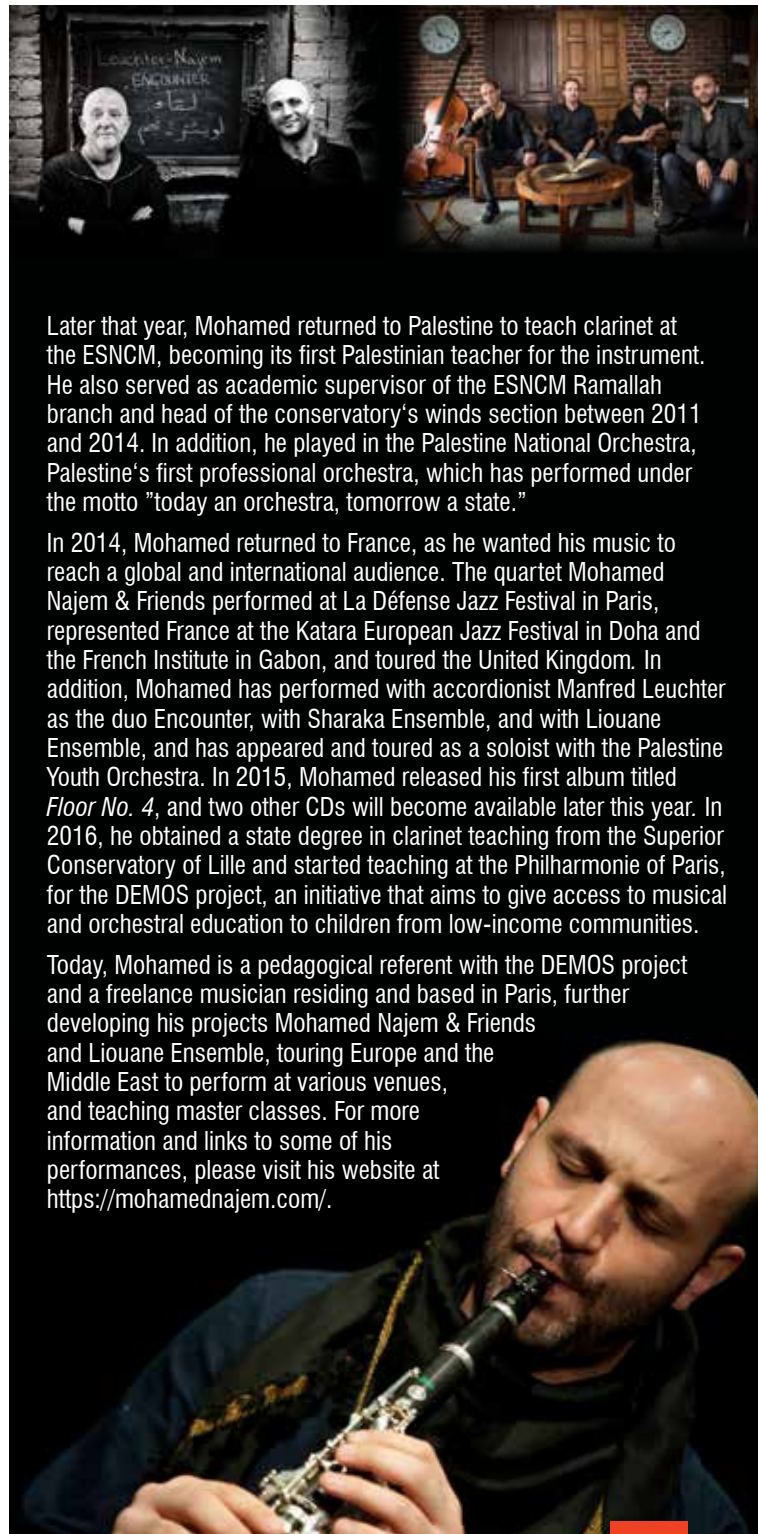 Leuchter-Najem
ENCOUNTER
لقاء
Later that year, Mohamed returned to Palestine to teach clarinet at
the ESNCM, becoming its first Palestinian teacher for the instrument.
He also served as academic supervisor of the ESNCM Ramallah
branch and head of the conservatory‘s winds section between 2011
and 2014. In addition, he played in the Palestine National Orchestra,
Palestine‘s first professional orchestra, which has performed under
the motto ”today an orchestra, tomorrow a state.”
In 2014, Mohamed returned to France, as he wanted his music to
reach a global and international audience. The quartet Mohamed
Najem & Friends performed at La Défense Jazz Festival in Paris,
represented France at the Katara European Jazz Festival in Doha and
the French Institute in Gabon, and toured the United Kingdom. In
addition, Mohamed has performed with accordionist Manfred Leuchter
as the duo Encounter, with Sharaka Ensemble, and with Liouane
Ensemble, and has appeared and toured as a soloist with the Palestine
Youth Orchestra. In 2015, Mohamed released his first album titled
Floor No. 4, and two other CDs will become available later this year. In
2016, he obtained a state degree in clarinet teaching from the Superior
Conservatory of Lille and started teaching at the Philharmonie of Paris,
for the DEMOS project, an initiative that aims to give access to musical
and orchestral education to children from low-income communities.
Today, Mohamed is a pedagogical referent with the DEMOS project
and a freelance musician residing and based in Paris, further
developing his projects Mohamed Najem & Friends
and Liouane Ensemble, touring Europe and the
Middle East to perform at various venues,
and teaching master classes. For more
information and links to some of his
performances, please visit his website at
https://mohamednajem.com/.